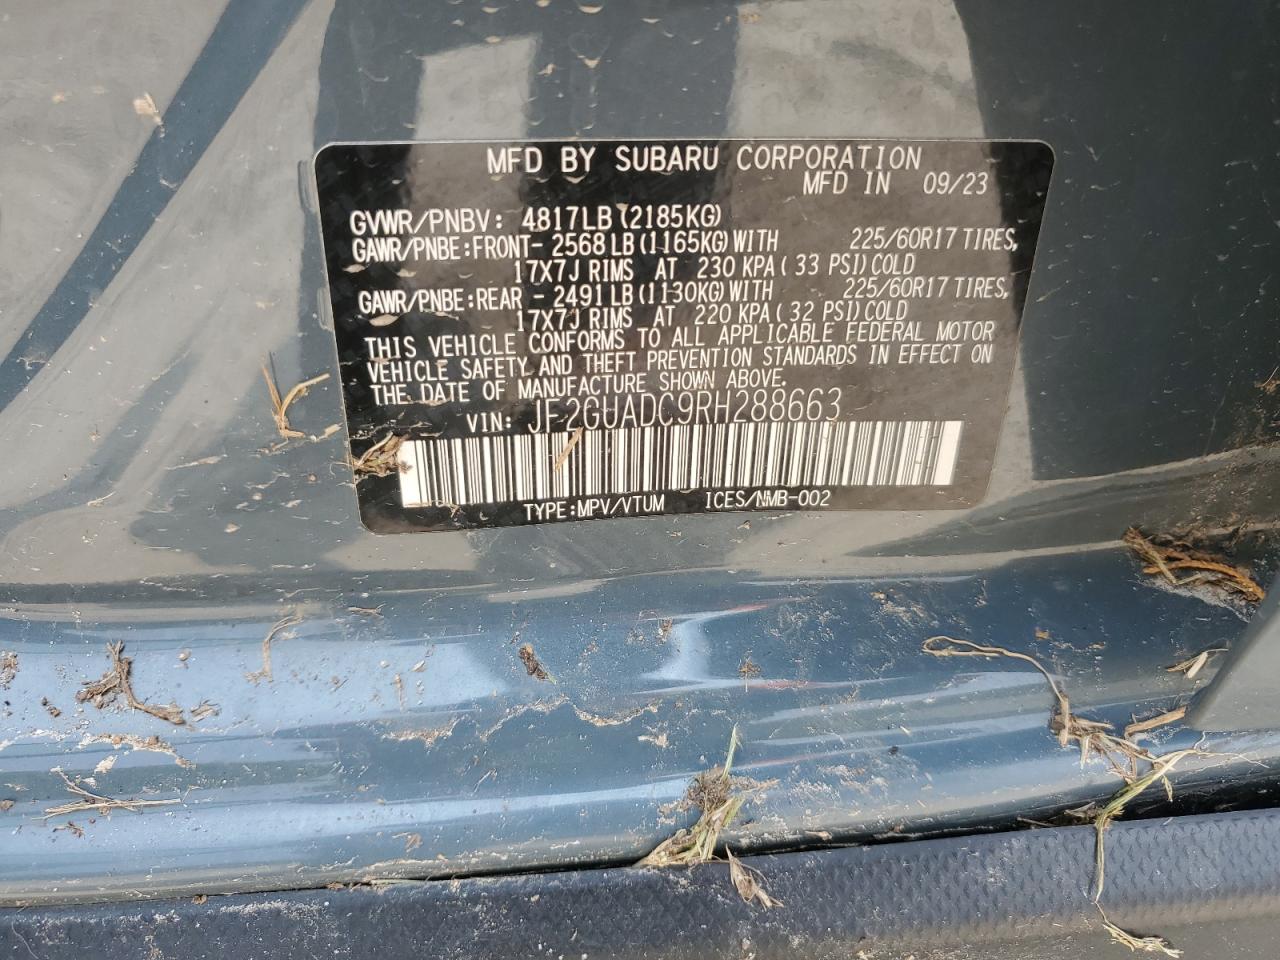 MFD BY SUBARU CORPORATION
MFD IN 09/23
GVWR/PNBV: 4817LB (2185KG)
GAWR/PNBE:FRONT- 2568 LB (1165KG) WITH 225/60R17 TIRES,
17X7J RIMS AT 230 KPA ( 33 PSI) COLD
GAWR/PNBE:REAR - 2491 LB (1130KG) WITH 225/60R17 TIRES,
17X7J RIMS AT 220 KPA ( 32 PSI) COLD
THIS VEHICLE CONFORMS TO ALL APPLICABLE FEDERAL MOTOR
VEHICLE SAFETY AND THEFT PREVENTION STANDARDS IN EFFECT ON
THE DATE OF MANUFACTURE SHOWN ABOVE.
VIN: JF2GUADC9RH288663
TYPE:MPV/VTUM ICES/NMB-002